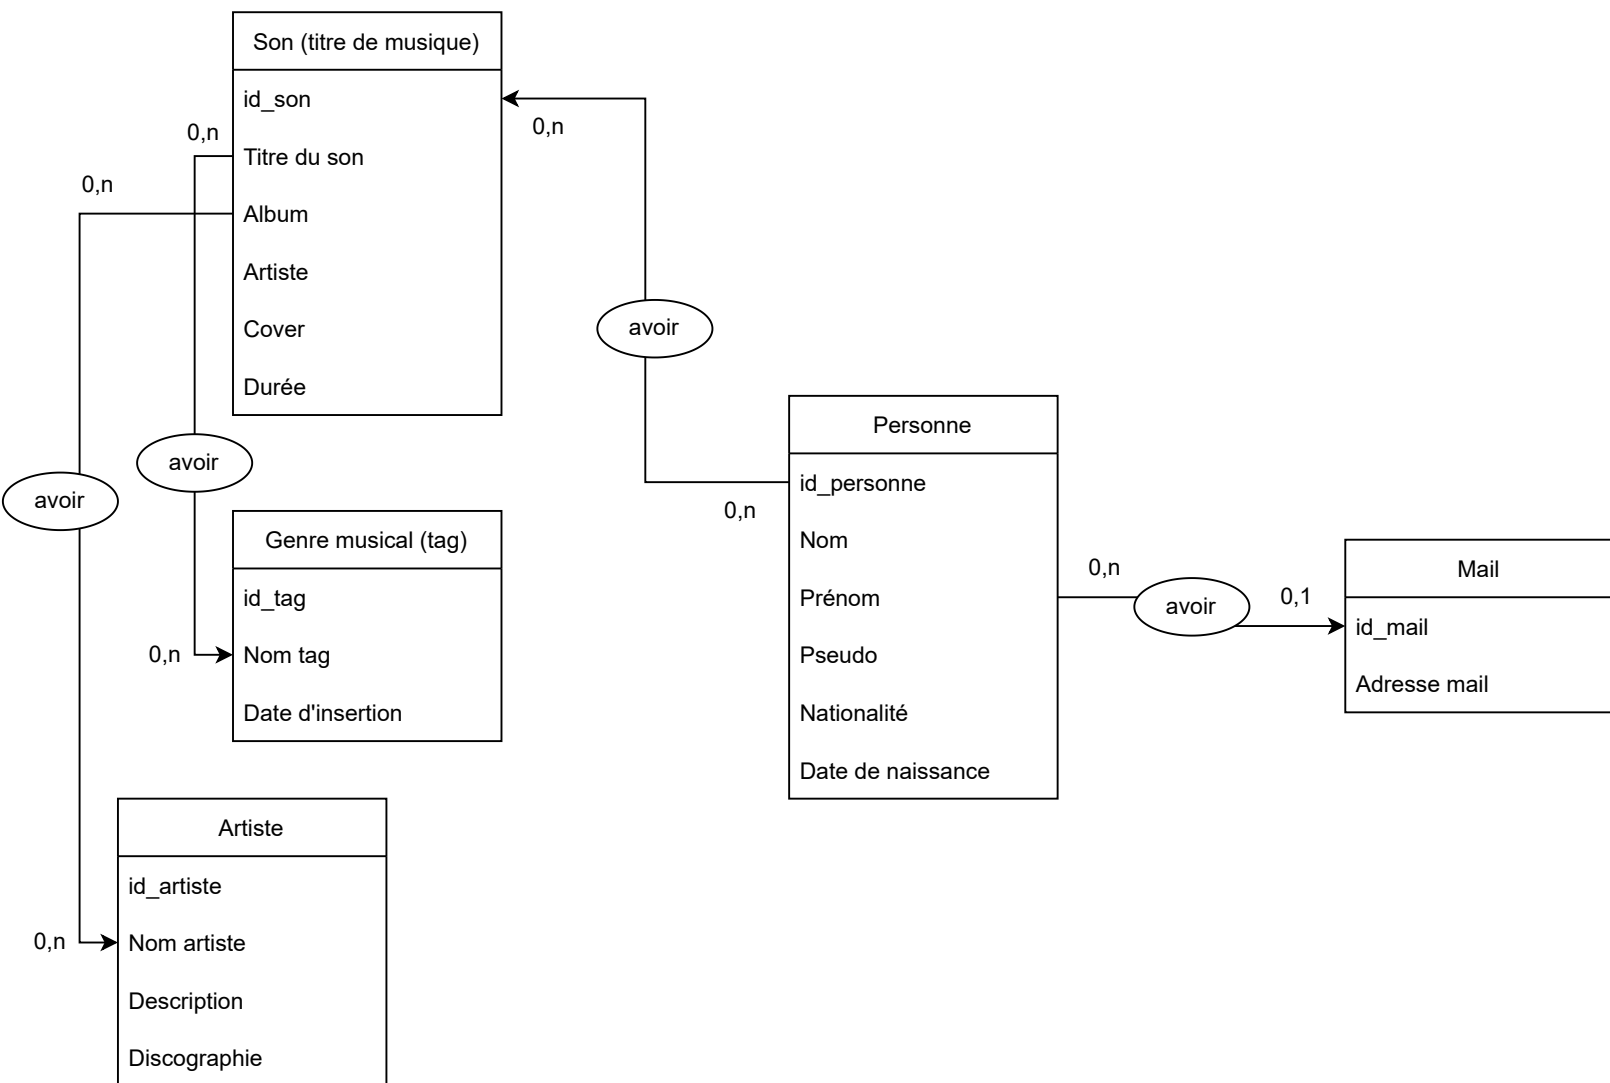 Son (titre de musique)
id_son
Titre du son
Album
Artiste
Cover
Durée
0,n
0,n
0,n
avoir
avoir
avoir
Genre musical (tag)
id_tag
Nom tag
Date d'insertion
0,n
Artiste
id_artiste
Nom artiste
Description
Discographie
0,n
Personne
id_personne
Nom
Prénom
Pseudo
Nationalité
Date de naissance
0,n
0,n
avoir
0,1
Mail
id_mail
Adresse mail